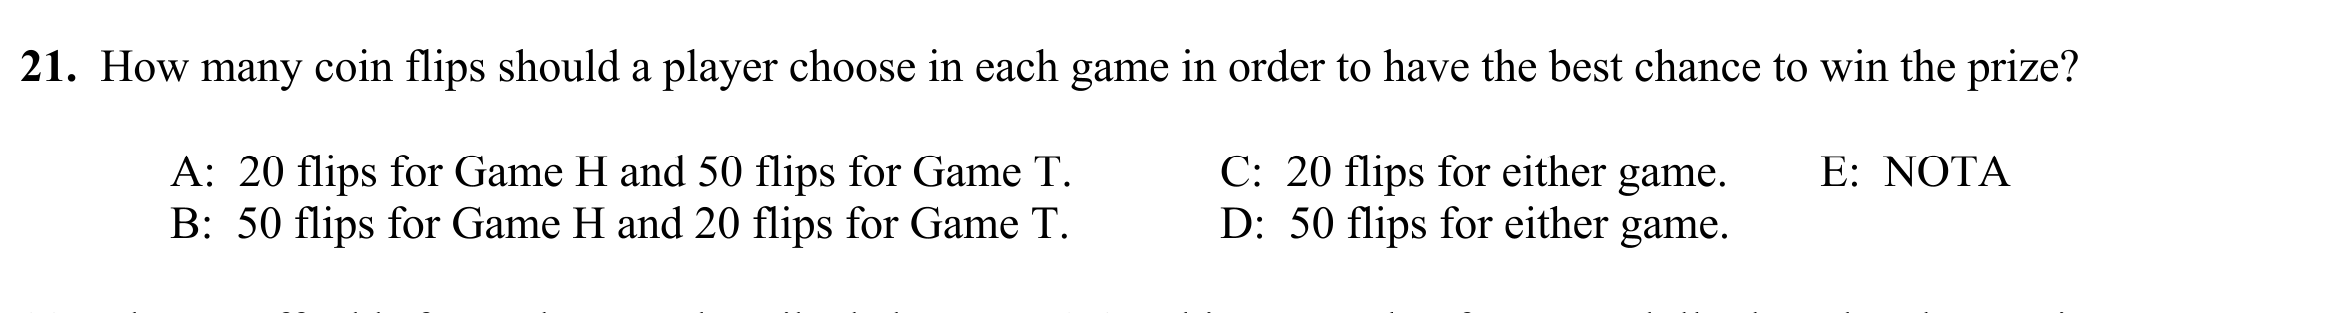 21. How many coin flips should a player choose in each game in order to have the best chance to win the prize?
A: 20 flips for Game H and 50 flips for Game T. C: 20 flips for either game. E: NOTA
B: 50 flips for Game H and 20 flips for Game T. D: 50 flips for either game.